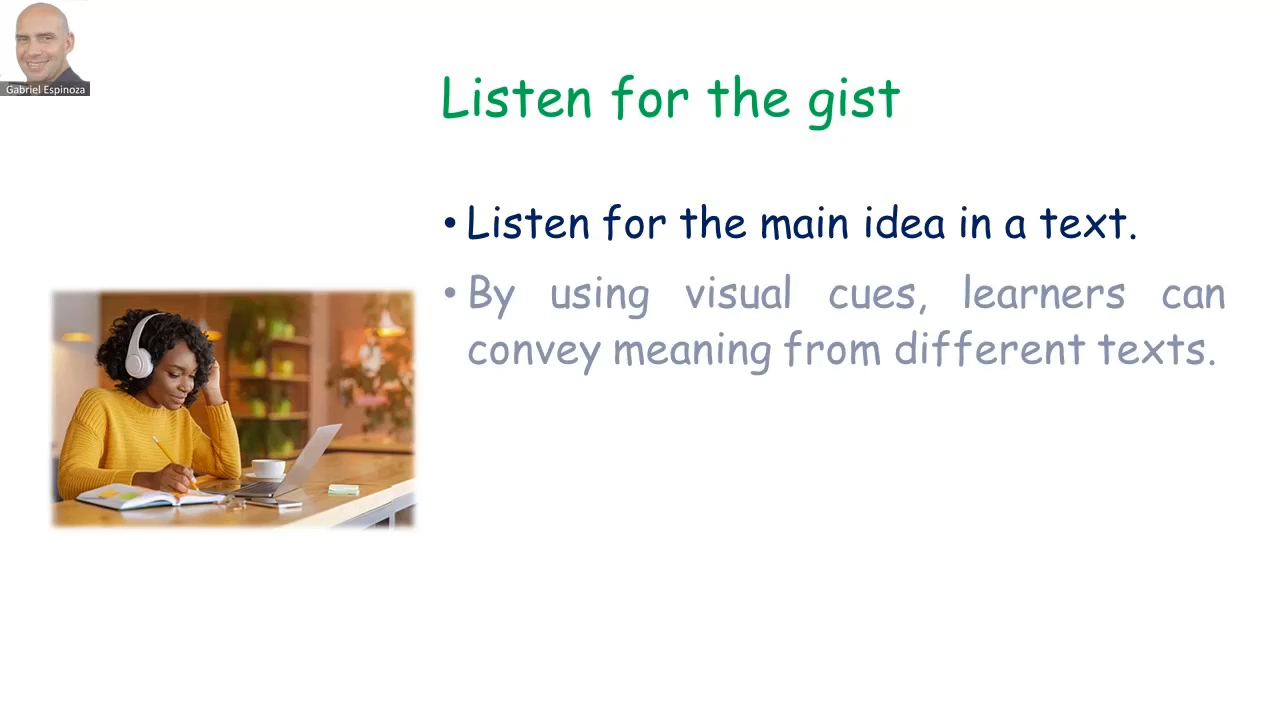 Gabriel Espinoza
Listen for the gist
• Listen for the main idea in a text.
• By using visual cues, learners can
convey meaning from different texts.